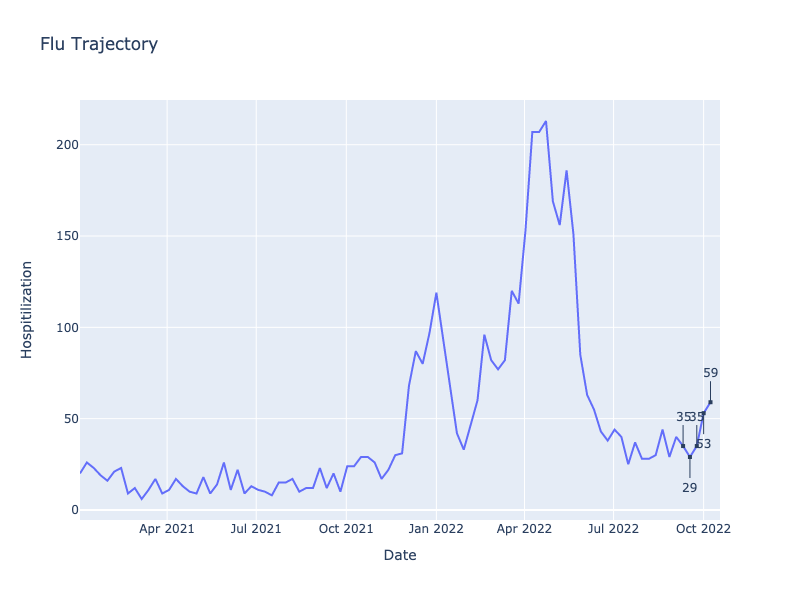 Flu Trajectory
Hospitilization
200
150
100
50
0
59
35
35
53
29
Apr 2021
Jul 2021
Oct 2021
Jan 2022
Apr 2022
Jul 2022
Oct 2022
Date